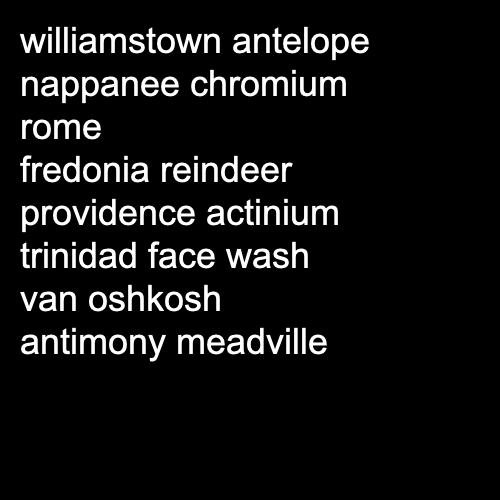 williamstown antelope
nappanee chromium
rome
fredonia reindeer
providence actinium
trinidad face wash
van oshkosh
antimony meadville